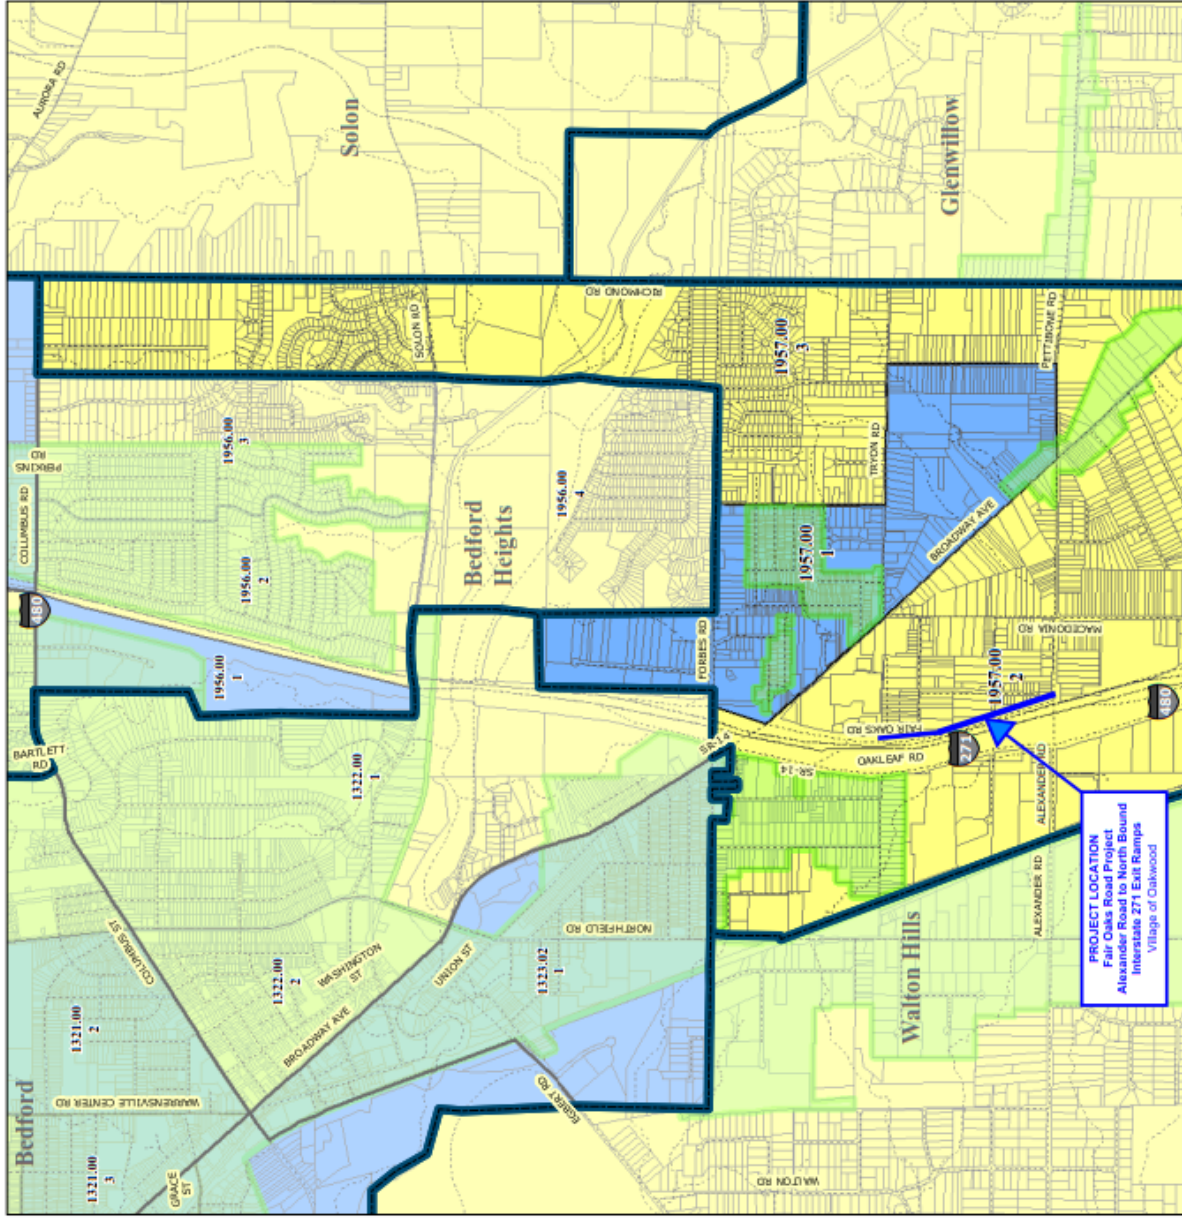 AURORA RD
Solon
Glenwillow
SOLON RD
RICHMOND RD
PETTIBONE RD
1957.00
3
TRYON RD
1956.00
3
PERKINS
RD
COLUMBUS RD
480
1956.00
2
1956.00
4
Bedford
Heights
1957.00
1
BROADWAY AVE
FORBES RD
MACEDONIA RD
1957.00
2
1956.00
1
BARTLETT
RD
1322.00
1
SR-14
SR-14
FAIR OAKS RD
OAKLEAF RD
271
480
ALEXANDER RD
ALEXANDER RD
PROJECT LOCATION
Fair Oaks Road Project
Alexander Road to North Bound
Interstate 271 Exit Ramps
Village of Oakwood
Walton Hills
NORTHFIELD RD
1323.02
1
UNION ST
WASHINGTON
ST
1322.00
2
COLUMBUS ST
BROADWAY AVE
1321.00
2
WARRENSVILLE CENTER RD
EGBERT RD
WALTON RD
Bedford
1321.00
3
GRACE
ST